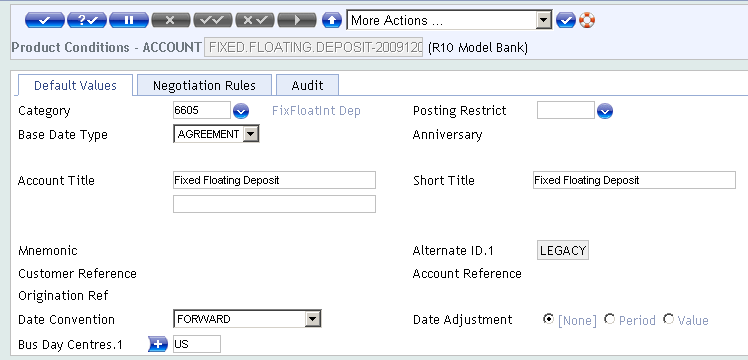 More Actions ...
Product Conditions - ACCOUNT FIXED.FLOATING.DEPOSIT-2009120 (R10 Model Bank)
Default Values Negotiation Rules Audit
Category 6605 FixFloatInt Dep Posting Restrict
Base Date Type AGREEMENT Anniversary
Account Title Fixed Floating Deposit Short Title Fixed Floating Deposit
Mnemonic Alternate ID.1 LEGACY
Customer Reference Account Reference
Origination Ref
Date Convention FORWARD Date Adjustment [None] Period Value
Bus Day Centres.1 US